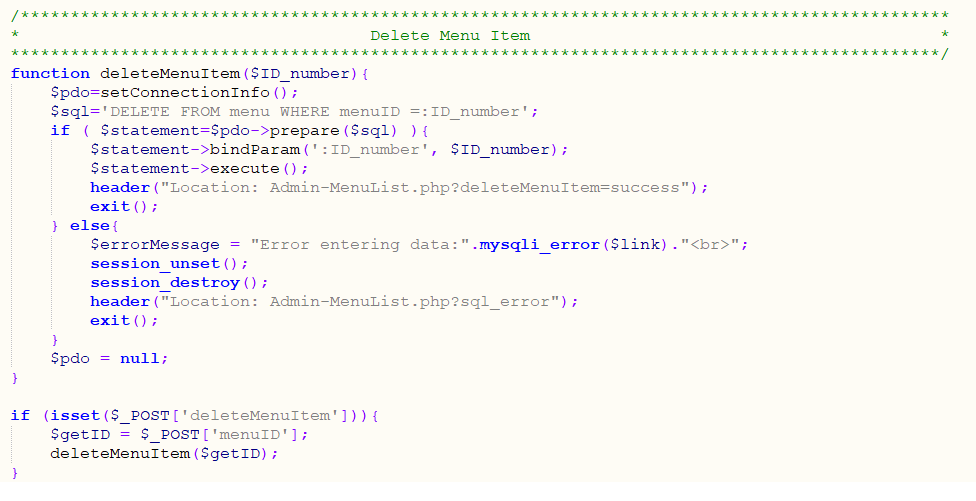 /*********************************************************************************************
* Delete Menu Item *
*********************************************************************************************/
function deleteMenuItem($ID_number){
    $pdo=setConnectionInfo();
    $sql='DELETE FROM menu WHERE menuID =:ID_number';
    if ( $statement=$pdo->prepare($sql) ){
        $statement->bindParam(':ID_number', $ID_number);
        $statement->execute();
        header("Location: Admin-MenuList.php?deleteMenuItem=success");
        exit();
    } else{
        $errorMessage = "Error entering data:".mysqli_error($link)."<br>";
        session_unset();
        session_destroy();
        header("Location: Admin-MenuList.php?sql_error");
        exit();
    }
    $pdo = null;
}
if (isset($_POST['deleteMenuItem'])){
    $getID = $_POST['menuID'];
    deleteMenuItem($getID);
}